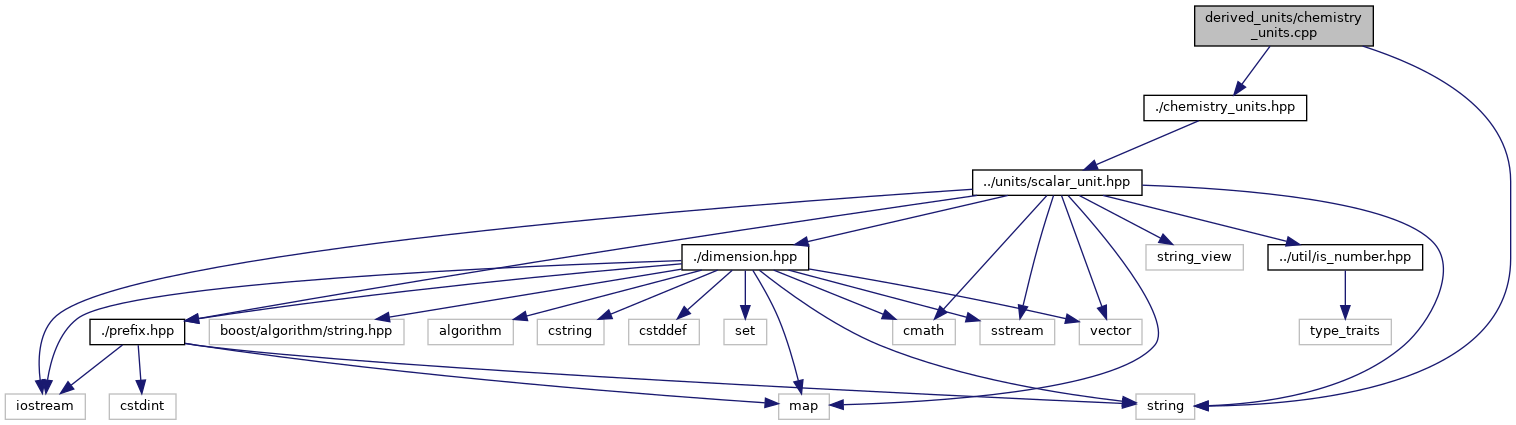 derived_units/chemistry
_units.cpp
./chemistry_units.hpp
../units/scalar_unit.hpp
./dimension.hpp
string_view
../util/is_number.hpp
./prefix.hpp
boost/algorithm/string.hpp
algorithm
cstring
cstddef
set
cmath
sstream
vector
type_traits
iostream
cstdint
map
string